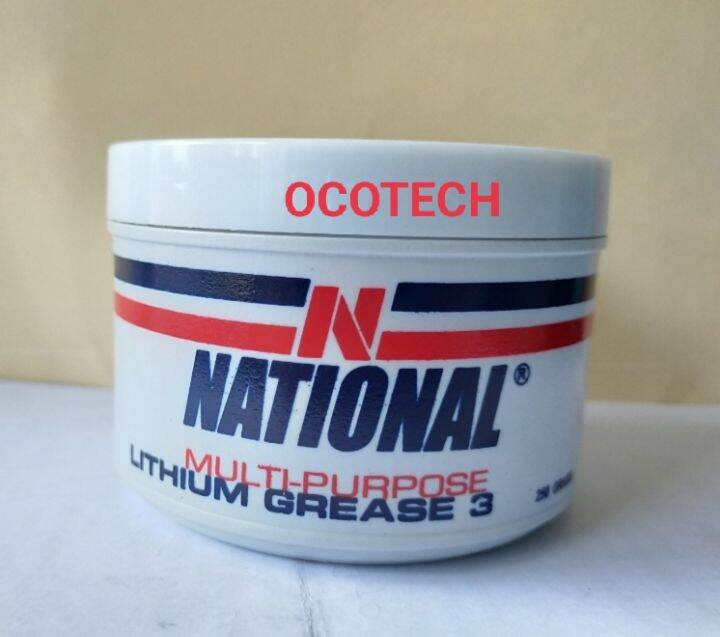 OCOTECH
N
NATIONAL®
MULTI-PURPOSE
LITHIUM GREASE 3